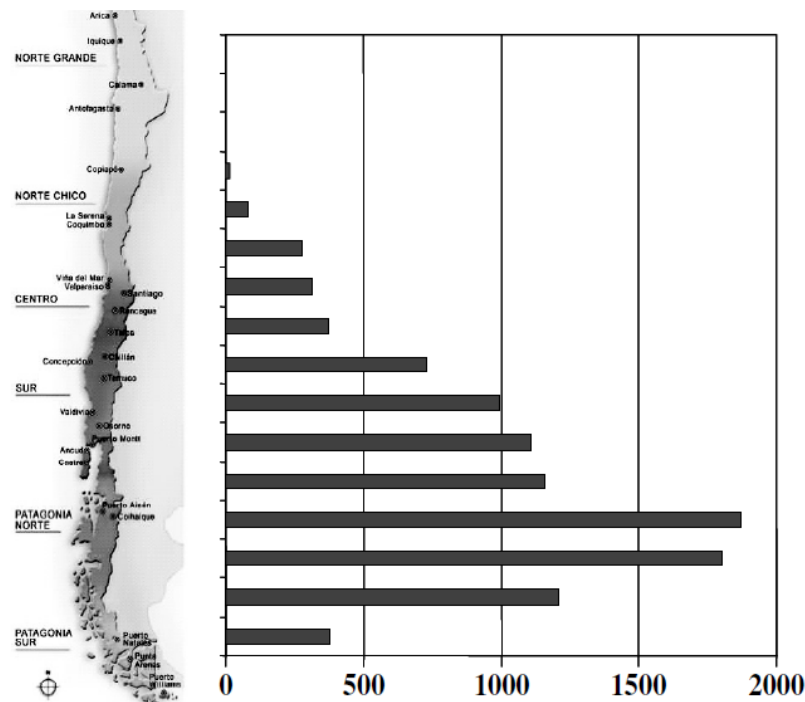 Arica
Iquique
NORTE GRANDE
Calama
Antofagasta
Copiapó
NORTE CHICO
La Serena
Coquimbo
Viña del Mar
Valparaiso
Santiago
CENTRO
Rancagua
Talca
Chillán
Concepción
Temuco
SUR
Valdivia
Osorno
Puerto Montt
Ancud
Castro
Puerto Aisén
PATAGONIA
NORTE
Coihaique
PATAGONIA
SUR
Puerto
Natales
Punta
Arenas
Puerto
Williams
0 500 1000 1500 2000